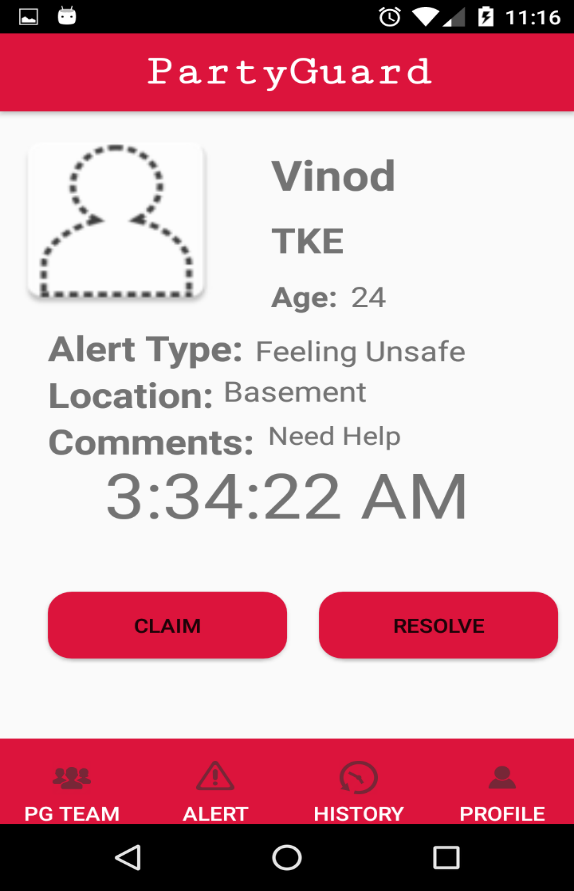 11:16
PartyGuard
Vinod
TKE
Age: 24
Alert Type: Feeling Unsafe
Location: Basement
Comments: Need Help
3:34:22 AM
CLAIM RESOLVE
PG TEAM ALERT HISTORY PROFILE